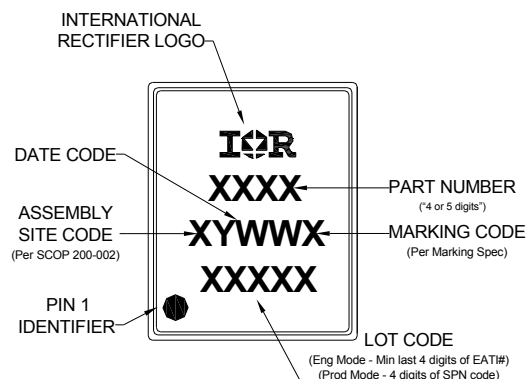 INTERNATIONAL
RECTIFIER LOGO
IOR
DATE CODE
XXXX
PART NUMBER
("4 or 5 digits")
ASSEMBLY
SITE CODE
(Per SCOP 200-002)
XYWWX
MARKING CODE
(Per Marking Spec)
XXXXX
PIN 1
IDENTIFIER
LOT CODE
(Eng Mode - Min last 4 digits of EATI#)
(Prod Mode - 4 digits of SPN code)